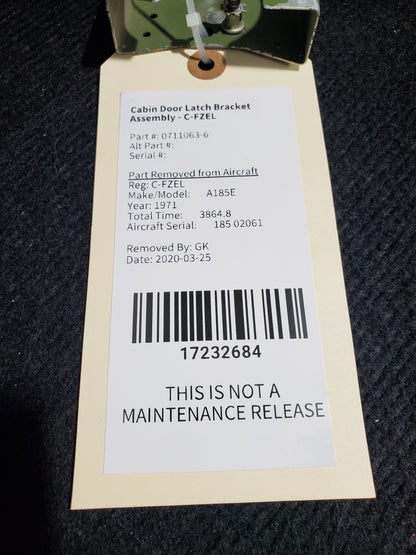 Cabin Door Latch Bracket
Assembly - C-FZEL
Part #: 0711063-6
Alt Part #:
Serial #:
Part Removed from Aircraft
Reg: C-FZEL
Make/Model: A185E
Year: 1971
Total Time: 3864.8
Aircraft Serial: 185 02061
Removed By: GK
Date: 2020-03-25
17232684
THIS IS NOT A
MAINTENANCE RELEASE